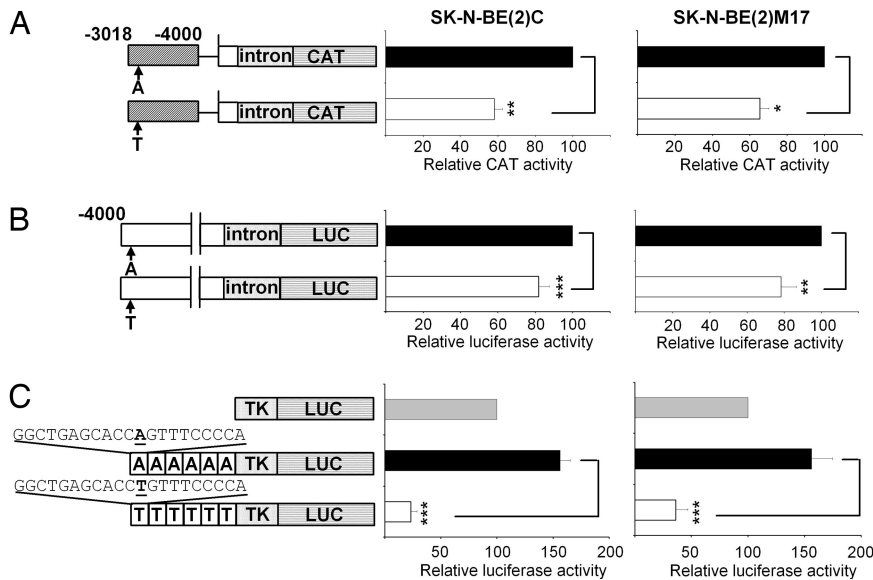 A
SK-N-BE(2)C
SK-N-BE(2)M17
-3018 -4000
intron CAT
A
intron CAT
T
**
*
20 40 60 80 100
Relative CAT activity
20 40 60 80 100
Relative CAT activity
B
-4000
intron LUC
A
intron LUC
T
***
**
20 40 60 80 100
Relative luciferase activity
20 40 60 80 100
Relative luciferase activity
C
TK LUC
GGCTGAGCACCAGTTTCCCCA
A A A A A A TK LUC
GGCTGAGCACCTGTTTCCCCA
T T T T T T TK LUC
***
***
50 100 150 200
Relative luciferase activity
50 100 150 200
Relative luciferase activity